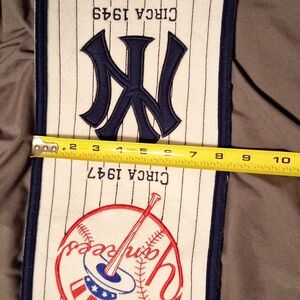 CIRCA 1949
NY
2 3 4 5 6 7 8 9 10
CIRCA 1947
Yankees